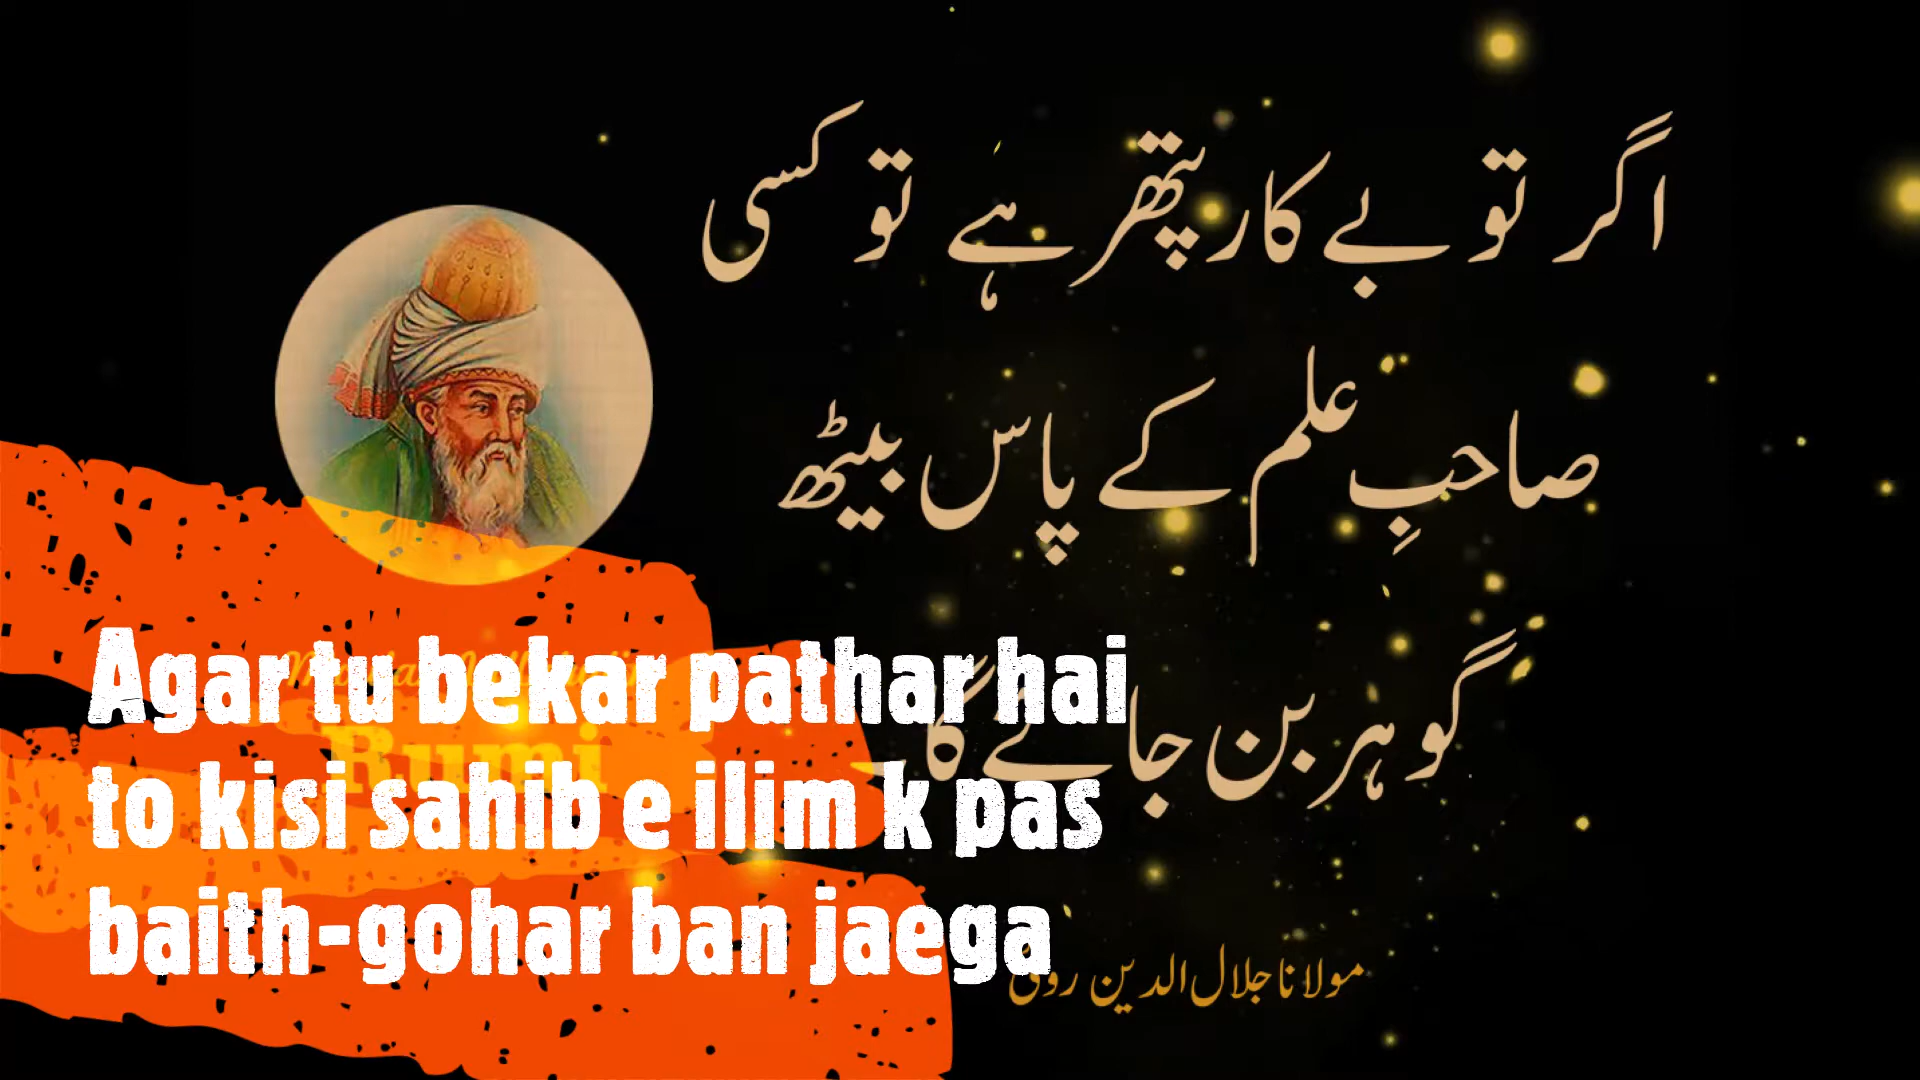 اگر تو بے کار پتھر ہے تو کسی
صاحبِ علم کے پاس بیٹھ
گوہر بن جائے گا
مولانا جلال الدین رومی
Rumi
Agar tu bekar pathar hai
to kisi sahib e ilim k pas
baith-gohar ban jaega